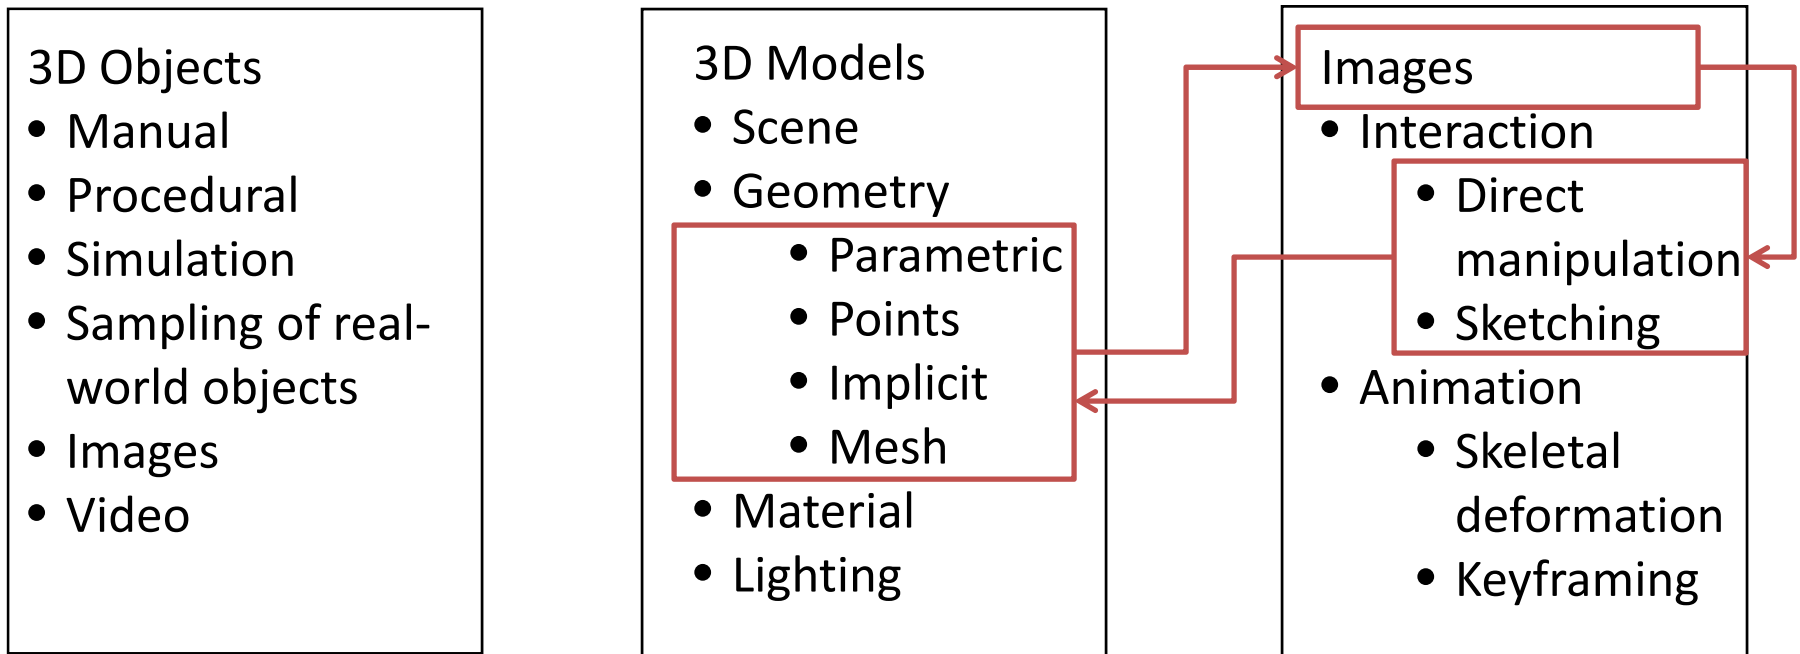 3D Objects
• Manual
• Procedural
• Simulation
• Sampling of real-
world objects
• Images
• Video
3D Models
• Scene
• Geometry
• Parametric
• Points
• Implicit
• Mesh
• Material
• Lighting
Images
• Interaction
• Direct
manipulation
• Sketching
• Animation
• Skeletal
deformation
• Keyframing